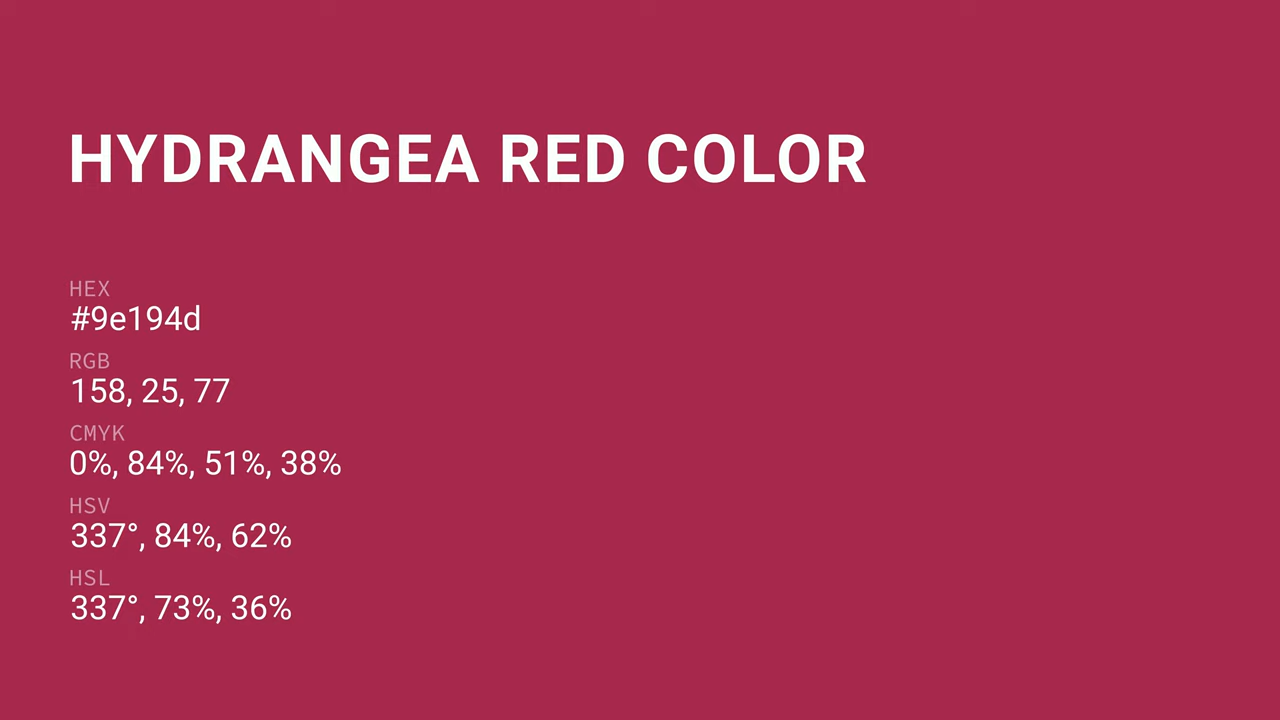 HYDRANGEA RED COLOR
HEX
#9e194d
RGB
158, 25, 77
CMYK
0%, 84%, 51%, 38%
HSV
337°, 84%, 62%
HSL
337°, 73%, 36%